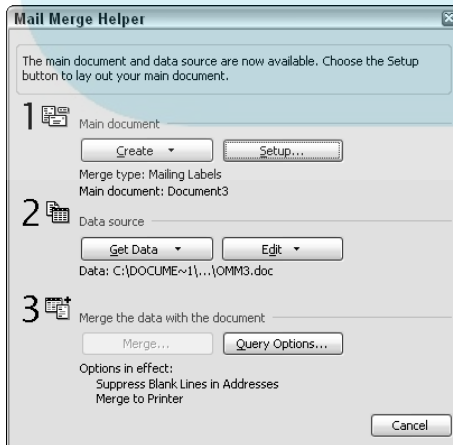 Mail Merge Helper
The main document and data source are now available. Choose the Setup
button to lay out your main document.
1
Main document
Create
Setup...
Merge type: Mailing Labels
Main document: Document3
2
Data source
Get Data
Edit
Data: C:\DOCUME~1\...\OMM3.doc
3
Merge the data with the document
Merge...
Query Options...
Options in effect:
Suppress Blank Lines in Addresses
Merge to Printer
Cancel